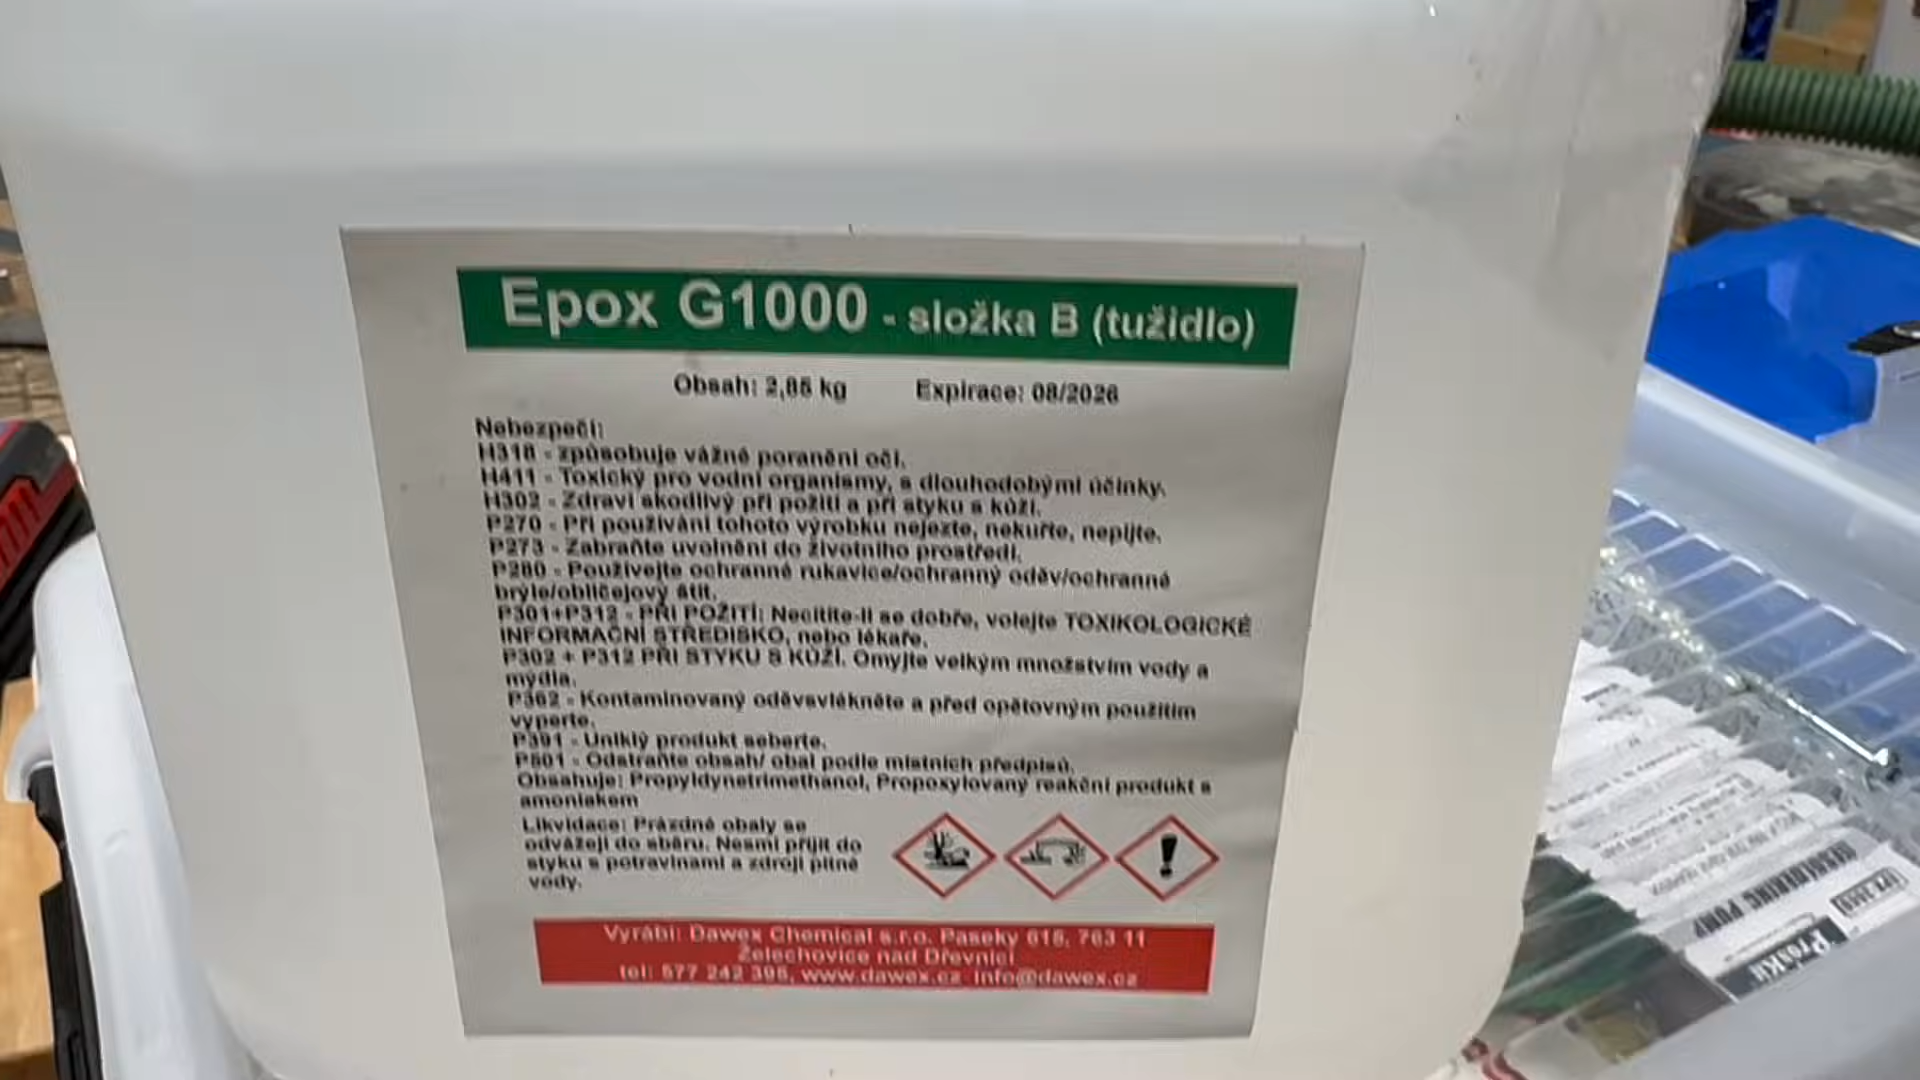 Epox G1000 - složka B (tužidlo)
Obsah: 2,85 kg Expirace: 08/2026
Nebezpečí:
H318 - způsobuje vážné poranění očí.
H411 - Toxický pro vodní organismy, s dlouhodobými účinky.
H302 - Zdraví skodlivý při požití a při styku s kůží.
P270 - Při používání tohoto výrobku nejezte, nekuřte, nepijte.
P273 - Zabraňte uvolnění do životního prostředí.
P280 - Používejte ochranné rukavice/ochranný oděv/ochranné
brýle/obličejový štít.
P301+P312 - PŘI POŽITÍ: Necítíte-li se dobře, volejte TOXIKOLOGICKÉ
INFORMAČNÍ STŘEDISKO, nebo lékaře.
P302 + P312 PŘI STYKU S KŮŽÍ. Omyjte velkým množstvím vody a
mýdla.
P362 - Kontaminovaný oděvsvlékněte a před opětovným použitím
vyperte.
P391 - Uniklý produkt seberte.
P501 - Odstraňte obsah/ obal podle místních předpisů.
Obsahuje: Propyldynetrimethanol, Propoxylovaný reakční produkt s
amoniakem
Likvidace: Prázdné obaly se
odvážejí do sběru. Nesmí přijít do
styku s potravinami a zdroji pitné
vody.
Vyrábí: Dawex Chemical s.r.o. Paseky 615, 763 11
Želechovice nad Dřevnicí
tel: 577 242 395, www.dawex.cz info@dawex.cz
DESOLDERING PUMP
ProsKit